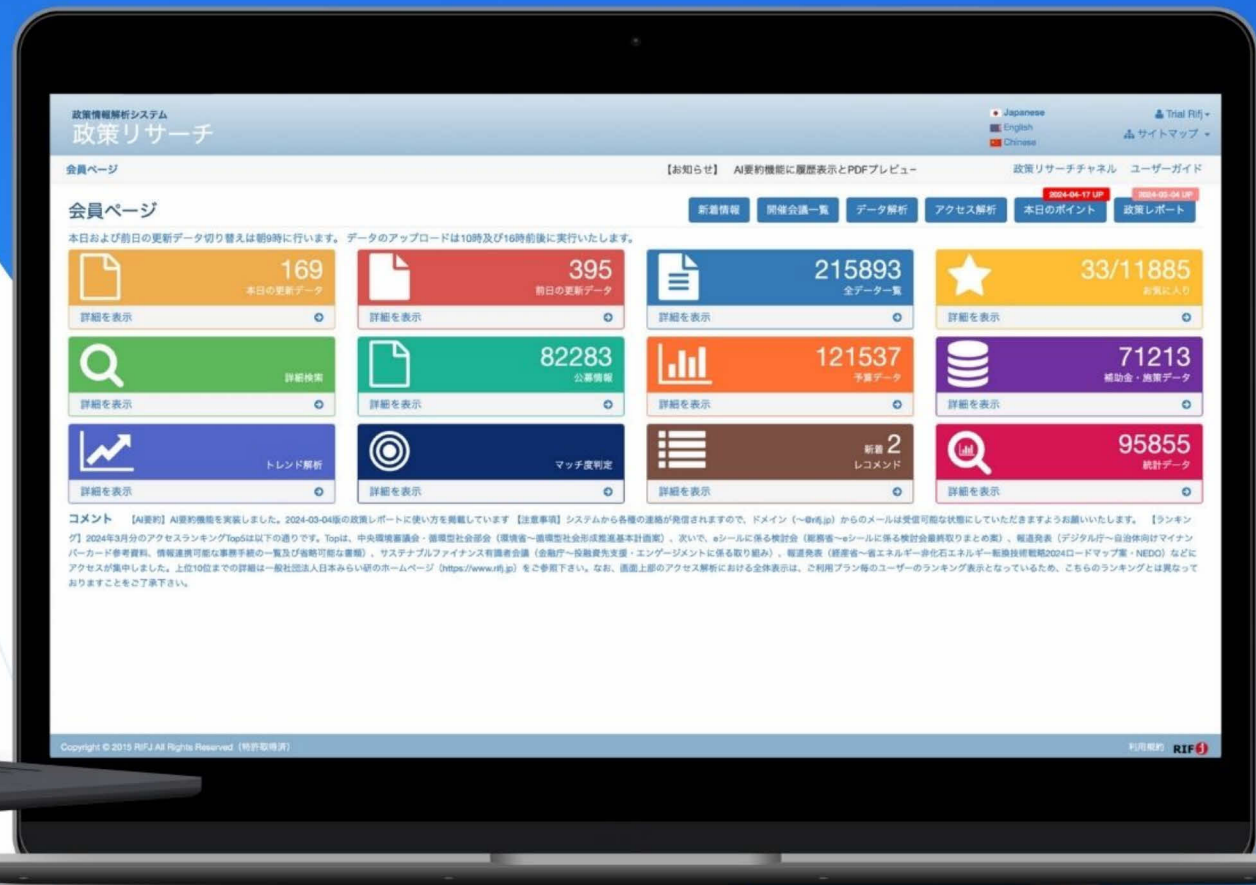 政策情報解析システム
政策リサーチ
Japanese
English
Chinese
Trial Rifj
サイトマップ
会員ページ
【お知らせ】 AI要約機能に履歴表示とPDFプレビュー
政策リサーチチャネル ユーザーガイド
会員ページ
2024-04-17 UP
2024-03-04 UP
新着情報 開催会議一覧 データ解析 アクセス解析 本日のポイント 政策レポート
本日および前日の更新データ切り替えは朝9時に行います。 データのアップロードは10時及び16時前後に実行いたします。
169
本日の更新データ
詳細を表示
395
前日の更新データ
詳細を表示
215893
全データ一覧
詳細を表示
33/11885
お気に入り
詳細を表示
詳細検索
詳細を表示
82283
公募情報
詳細を表示
121537
予算データ
詳細を表示
71213
補助金・施策データ
詳細を表示
トレンド解析
詳細を表示
マッチ度判定
詳細を表示
新着 2
レコメンド
詳細を表示
95855
統計データ
詳細を表示
コメント 【AI要約】AI要約機能を実装しました。2024-03-04版の政策レポートに使い方を掲載しています 【注意事項】システムから各種の連絡が発信されますので、ドメイン（～@rifj.jp）からのメールは受信可能な状態にしていただきますようお願いいたします。 【ランキン
グ】2024年3月分のアクセスランキングTop5は以下の通りです。Topは、中央環境審議会・循環型社会部会（環境省～循環型社会形成推進基本計画案）、次いで、eシールに係る検討会（総務省～eシールに係る検討会最終取りまとめ案）、報道発表（デジタル庁～自治体向けマイナン
バーカード参考資料、情報連携可能な事務手続の一覧及び省略可能な書類）、サステナブルファイナンス有識者会議（金融庁～投融資先支援・エンゲージメントに係る取り組み）、報道発表（経産省～省エネルギー・非化石エネルギー転換技術戦略2024ロードマップ案・NEDO）などに
アクセスが集中しました。上位10位までの詳細は一般社団法人日本みらい研のホームページ（https://www.rifj.jp）をご参照下さい。なお、画面上部のアクセス解析における全体表示は、ご利用プラン毎のユーザーのランキング表示となっているため、こちらのランキングとは異なって
おりますことをご了承下さい。
Copyright © 2015 RIFJ All Rights Reserved（特許取得済）
利用規約 RIFJ